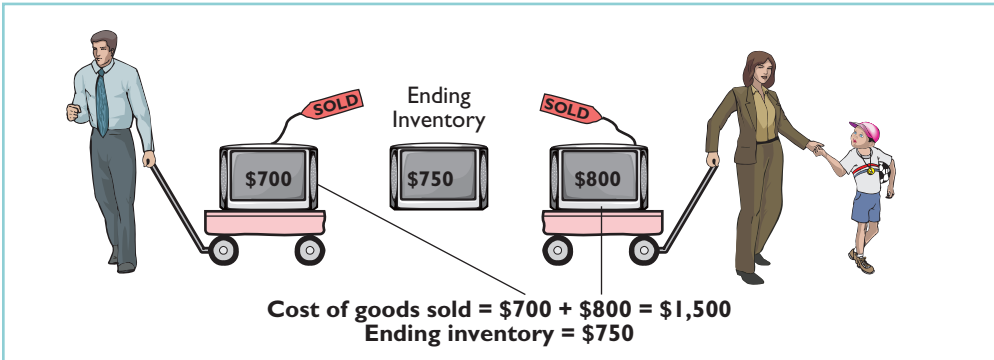 SOLD
Ending
Inventory
SOLD
$700
$750
$800
Cost of goods sold = $700 + $800 = $1,500
Ending inventory = $750